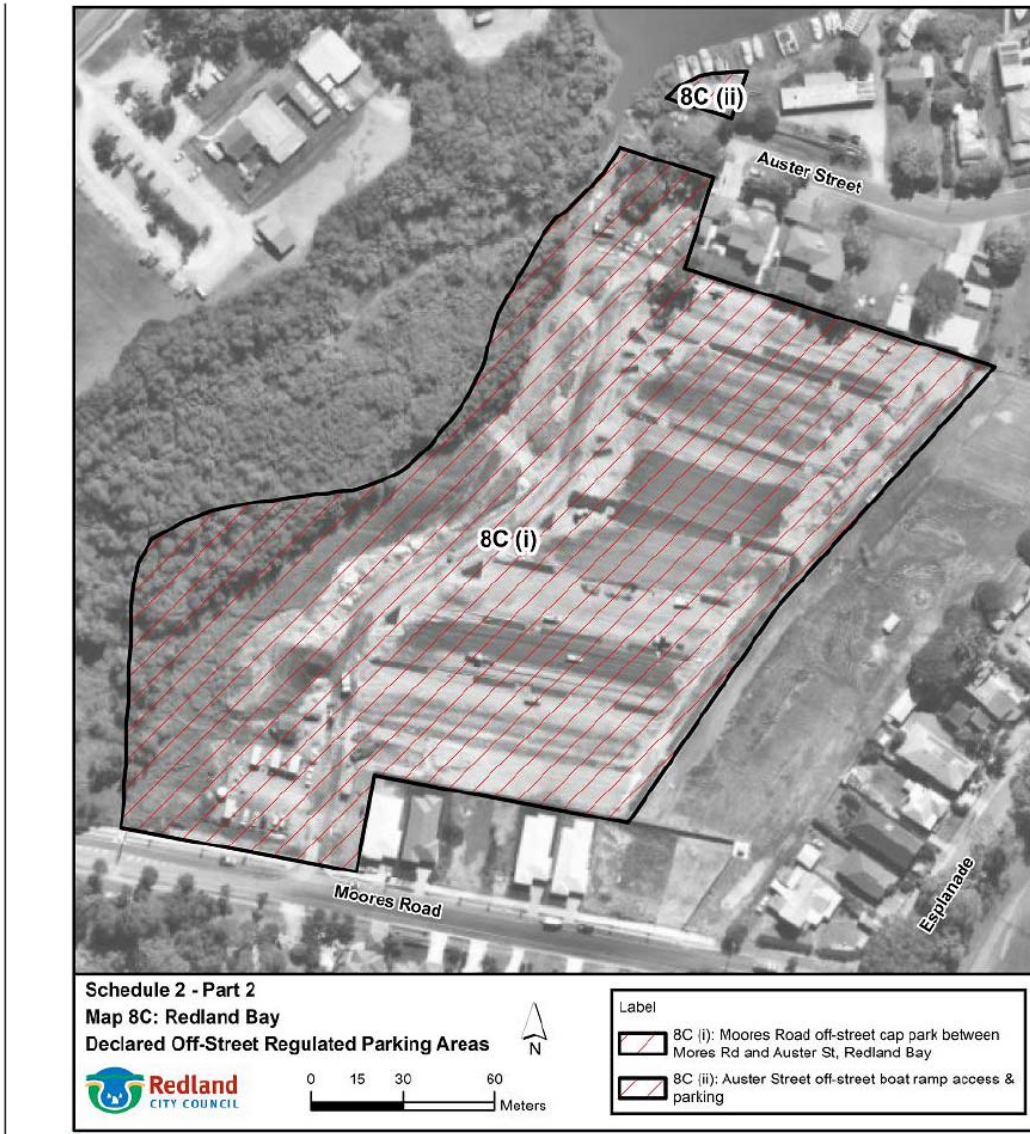 8C (ii)
Auster Street
8C (i)
Moores Road
Esplanade
Schedule 2 - Part 2
Map 8C: Redland Bay
Declared Off-Street Regulated Parking Areas
N
Redland
CITY COUNCIL
0 15 30 60
Meters
Label
8C (i): Moores Road off-street cap park between
Mores Rd and Auster St, Redland Bay
8C (ii): Auster Street off-street boat ramp access &
parking